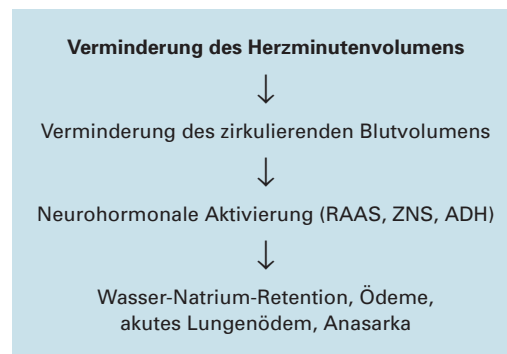 Verminderung des Herzminutenvolumens
↓
Verminderung des zirkulierenden Blutvolumens
↓
Neurohormonale Aktivierung (RAAS, ZNS, ADH)
↓
Wasser-Natrium-Retention, Ödeme,
akutes Lungenödem, Anasarka